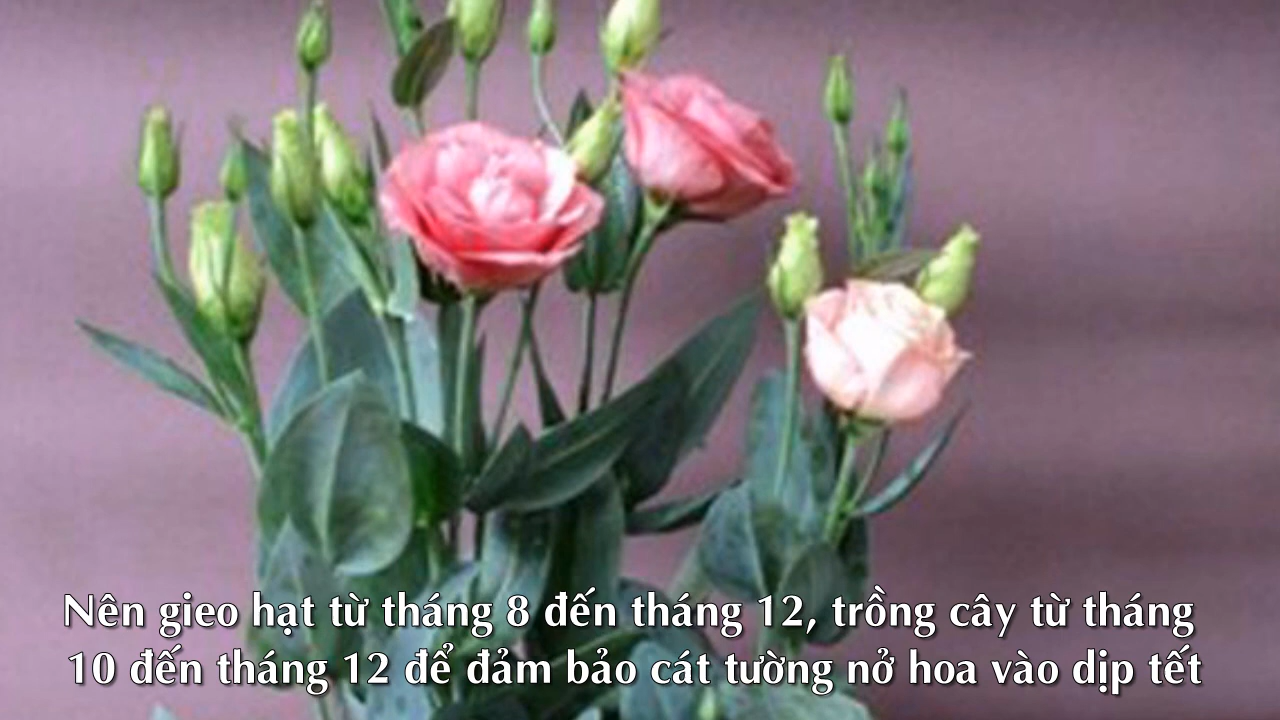 Nên gieo hạt từ tháng 8 đến tháng 12, trồng cây từ tháng
10 đến tháng 12 để đảm bảo cát tường nở hoa vào dịp tết